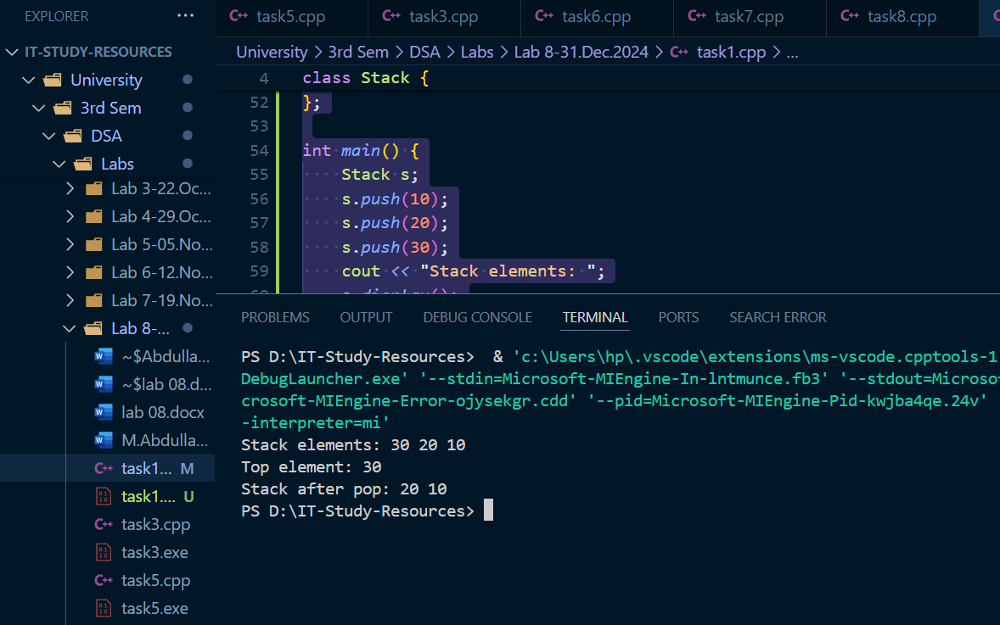 EXPLORER ...
IT-STUDY-RESOURCES
University
3rd Sem
DSA
Labs
Lab 3-22.Oc...
Lab 4-29.Oc...
Lab 5-05.No...
Lab 6-12.No...
Lab 7-19.No...
Lab 8-...
~$Abdulla...
~$lab 08.d...
lab 08.docx
M.Abdulla...
task1... M
task1.... U
task3.cpp
task3.exe
task5.cpp
task5.exe
task5.cpp task3.cpp task6.cpp task7.cpp task8.cpp
University > 3rd Sem > DSA > Labs > Lab 8-31.Dec.2024 > task1.cpp > ...
4 class Stack {
52 };
53
54 int main() {
55 Stack s;
56 s.push(10);
57 s.push(20);
58 s.push(30);
59 cout << "Stack elements: ";
60 s.display();
PROBLEMS OUTPUT DEBUG CONSOLE TERMINAL PORTS SEARCH ERROR
PS D:\IT-Study-Resources>  & 'c:\Users\hp\.vscode\extensions\ms-vscode.cpptools-1
DebugLauncher.exe' '--stdin=Microsoft-MIEngine-In-lntmunce.fb3' '--stdout=Microso
crosoft-MIEngine-Error-ojysekgr.cdd' '--pid=Microsoft-MIEngine-Pid-kwjba4qe.24v'
-interpreter=mi'
Stack elements: 30 20 10
Top element: 30
Stack after pop: 20 10
PS D:\IT-Study-Resources>